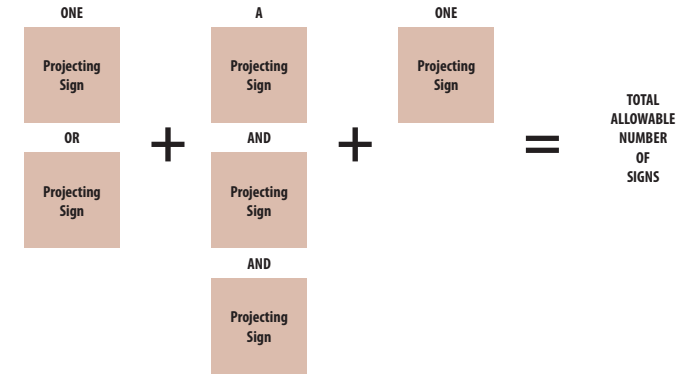 ONE
Projecting
Sign
OR
Projecting
Sign
+
A
Projecting
Sign
AND
Projecting
Sign
AND
Projecting
Sign
+
ONE
Projecting
Sign
=
TOTAL
ALLOWABLE
NUMBER
OF
SIGNS